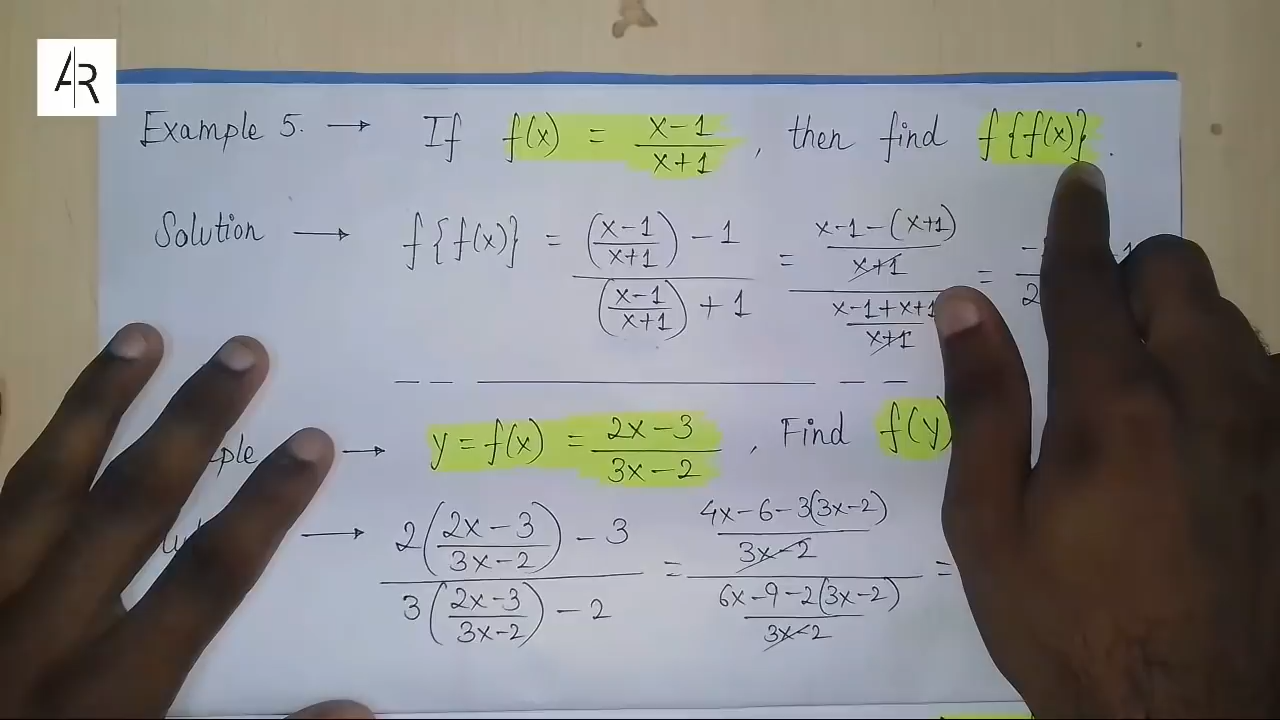 AR
Example 5. → If f(x) = (x-1)/(x+1), then find f{f(x)}.
Solution → f{f(x)} = (((x-1)/(x+1)) - 1)/(((x-1)/(x+1)) + 1) = ((x-1-(x+1))/(x+1))/((x-1+x+1)/(x+1)) =
→ y = f(x) = (2x-3)/(3x-2), Find f(y)
→ (2((2x-3)/(3x-2)) - 3)/(3((2x-3)/(3x-2)) - 2) = ((4x-6-3(3x-2))/(3x-2))/((6x-9-2(3x-2))/(3x-2)) =